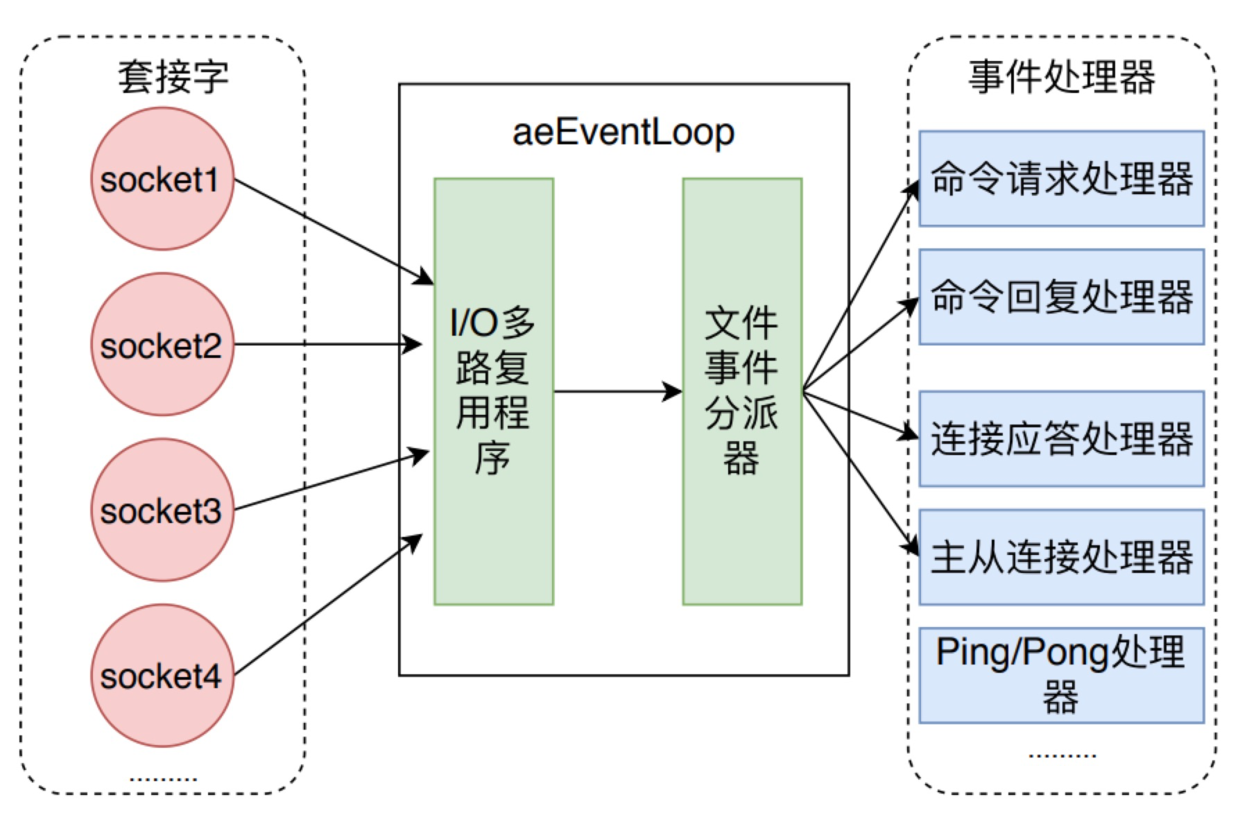 套接字
socket1
socket2
socket3
socket4
.........
aeEventLoop
I/O多
路复
用程
序
文件
事件
分派
器
事件处理器
命令请求处理器
命令回复处理器
连接应答处理器
主从连接处理器
Ping/Pong处理
器
.........